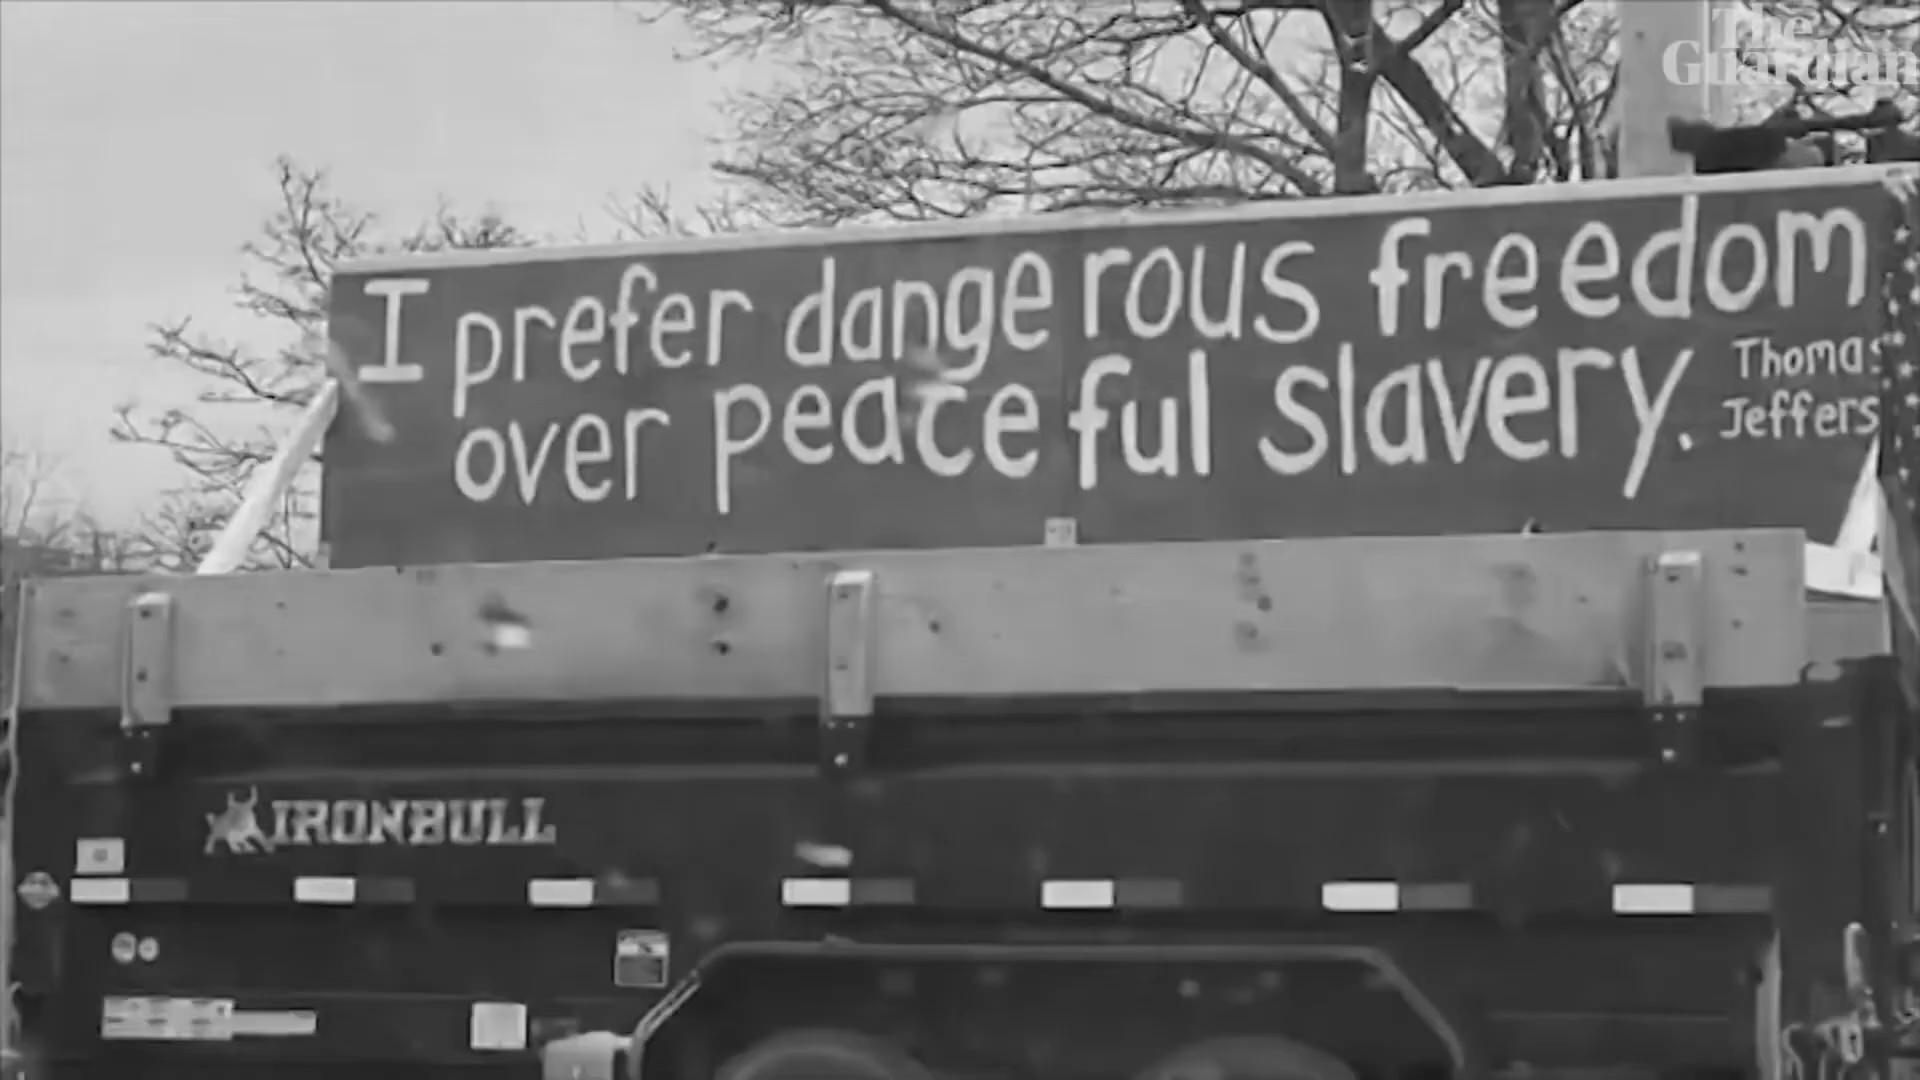 The
Guardian
I prefer dangerous freedom
over peaceful slavery.
Thomas
Jeffers
IRONBULL